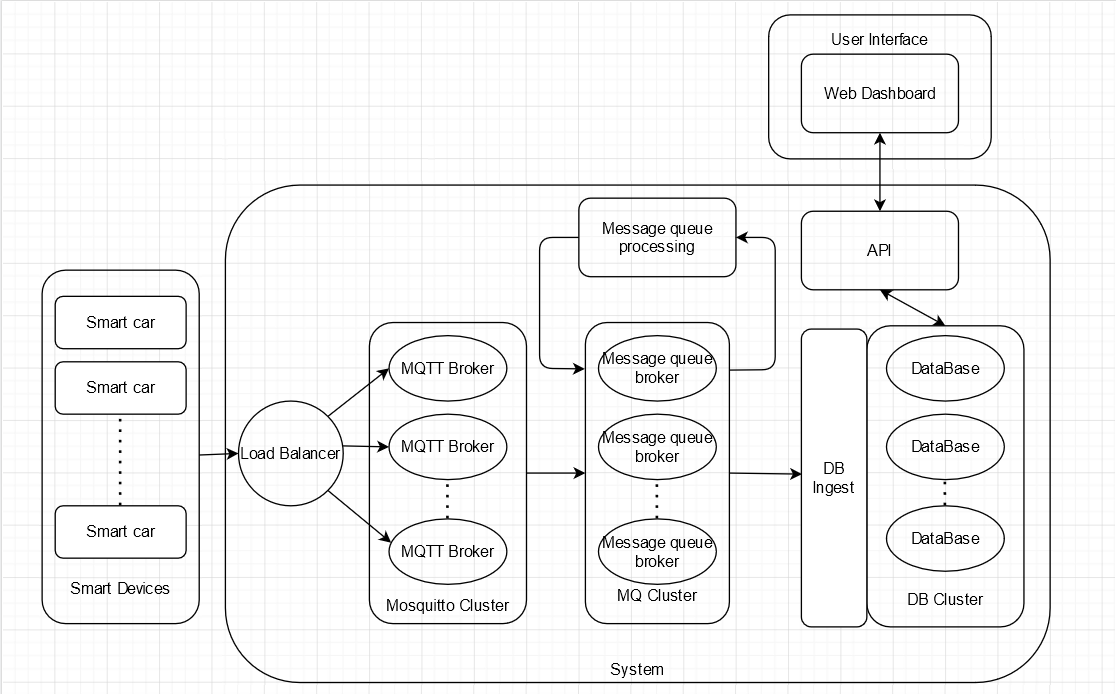 User Interface
Web Dashboard
Message queue
processing
API
Smart car
Smart car
Smart car
Smart Devices
Load Balancer
MQTT Broker
MQTT Broker
MQTT Broker
Mosquitto Cluster
Message queue
broker
Message queue
broker
Message queue
broker
MQ Cluster
DB
Ingest
DataBase
DataBase
DataBase
DB Cluster
System